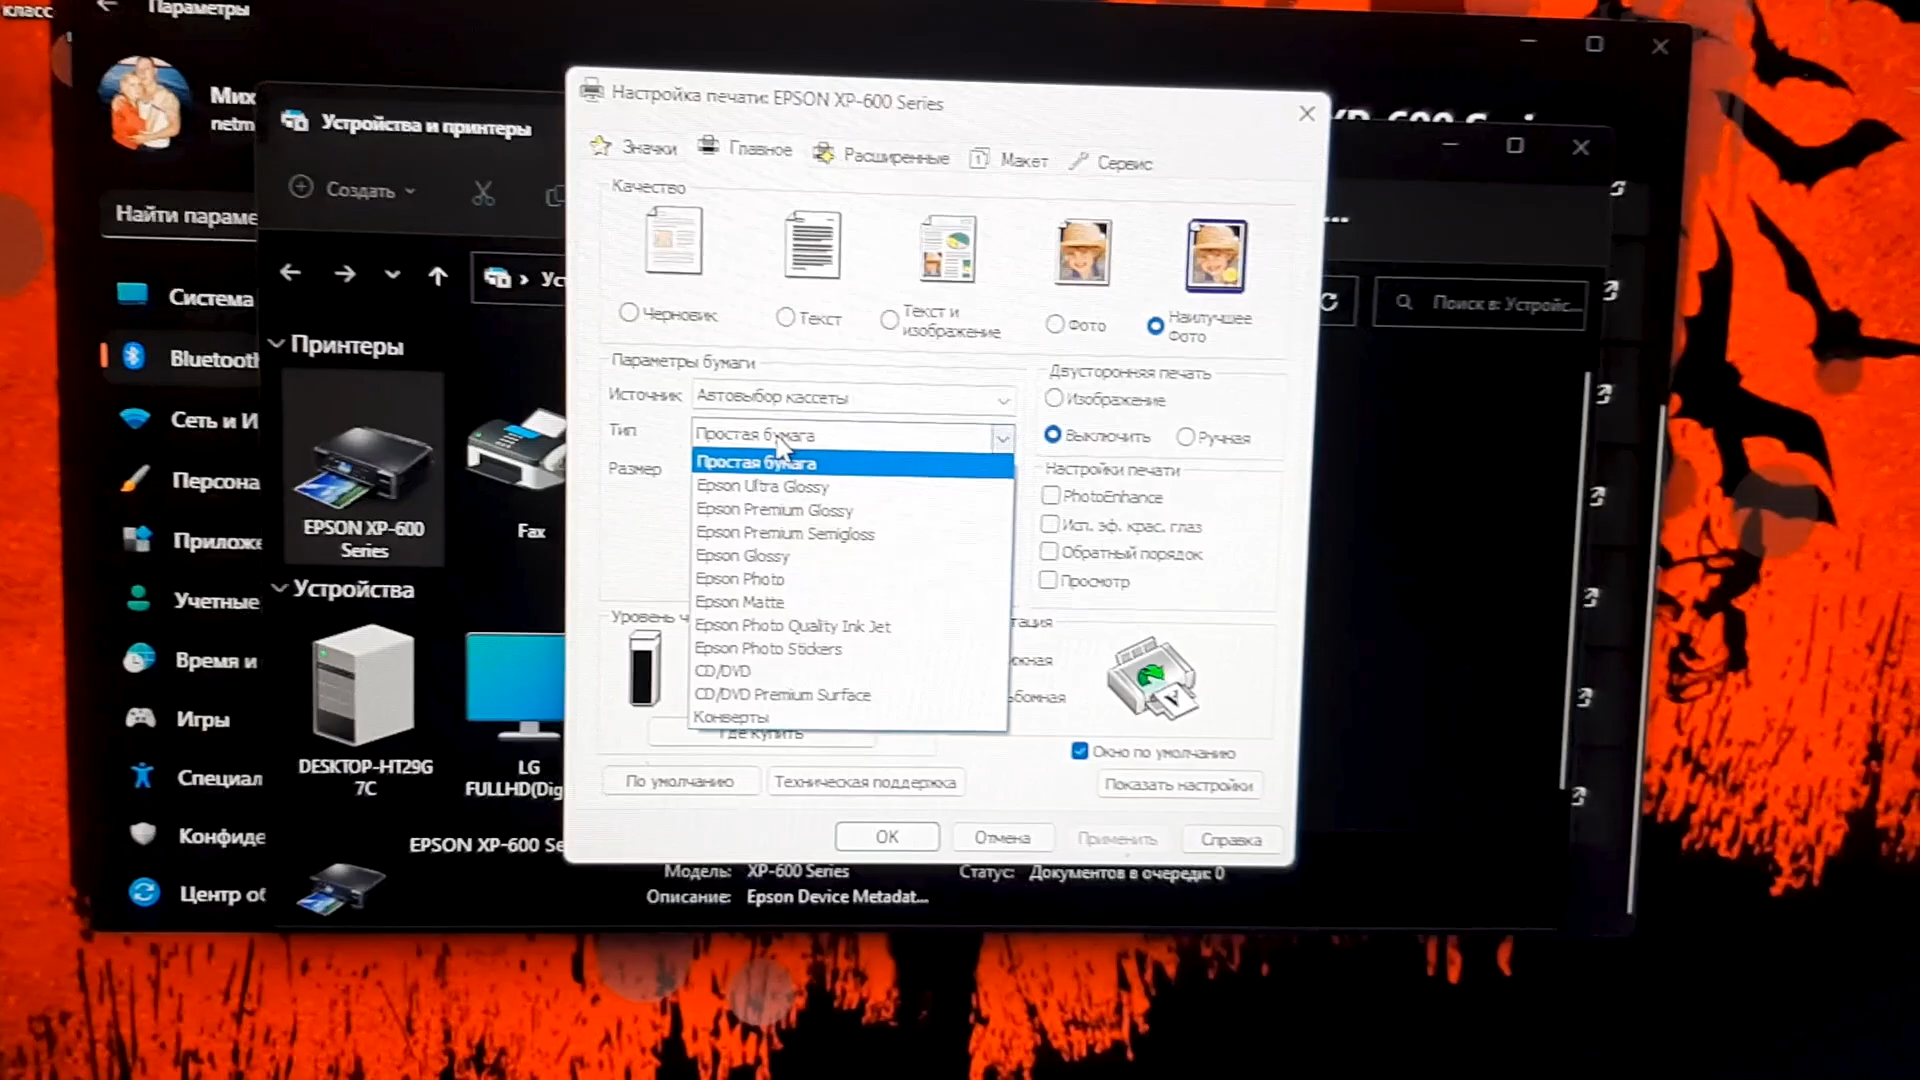 класс
Параметры
Мих
netm
Найти параме
Система
Bluetooth
Сеть и И
Персона
Приложе
Учетные
Время и
Игры
Специал
Конфиде
Центр об
Устройства и принтеры
Создать
Ус
Поиск в: Устройс...
Принтеры
EPSON XP-600
Series
Fax
Устройства
DESKTOP-HT29G
7C
LG
FULLHD(Dig
EPSON XP-600 Se
Модель: XP-600 Series
Статус: Документов в очереди: 0
Описание: Epson Device Metadat...
Настройка печати: EPSON XP-600 Series
Значки
Главное
Расширенные
Макет
Сервис
Качество
Черновик
Текст
Текст и
изображение
Фото
Наилучшее
Фото
Параметры бумаги
Источник
Автовыбор кассеты
Тип
Простая бумага
Размер
Простая бумага
Epson Ultra Glossy
Epson Premium Glossy
Epson Premium Semigloss
Epson Glossy
Epson Photo
Epson Matte
Epson Photo Quality Ink Jet
Epson Photo Stickers
CD/DVD
CD/DVD Premium Surface
Конверты
Двусторонняя печать
Изображение
Выключить
Ручная
Настройки печати
PhotoEnhance
Исп. эф. крас. глаз
Обратный порядок
Просмотр
Уровень ч
тация
жная
ьбомная
Где купить
Окно по умолчанию
По умолчанию
Техническая поддержка
Показать настройки
OK
Отмена
Применить
Справка